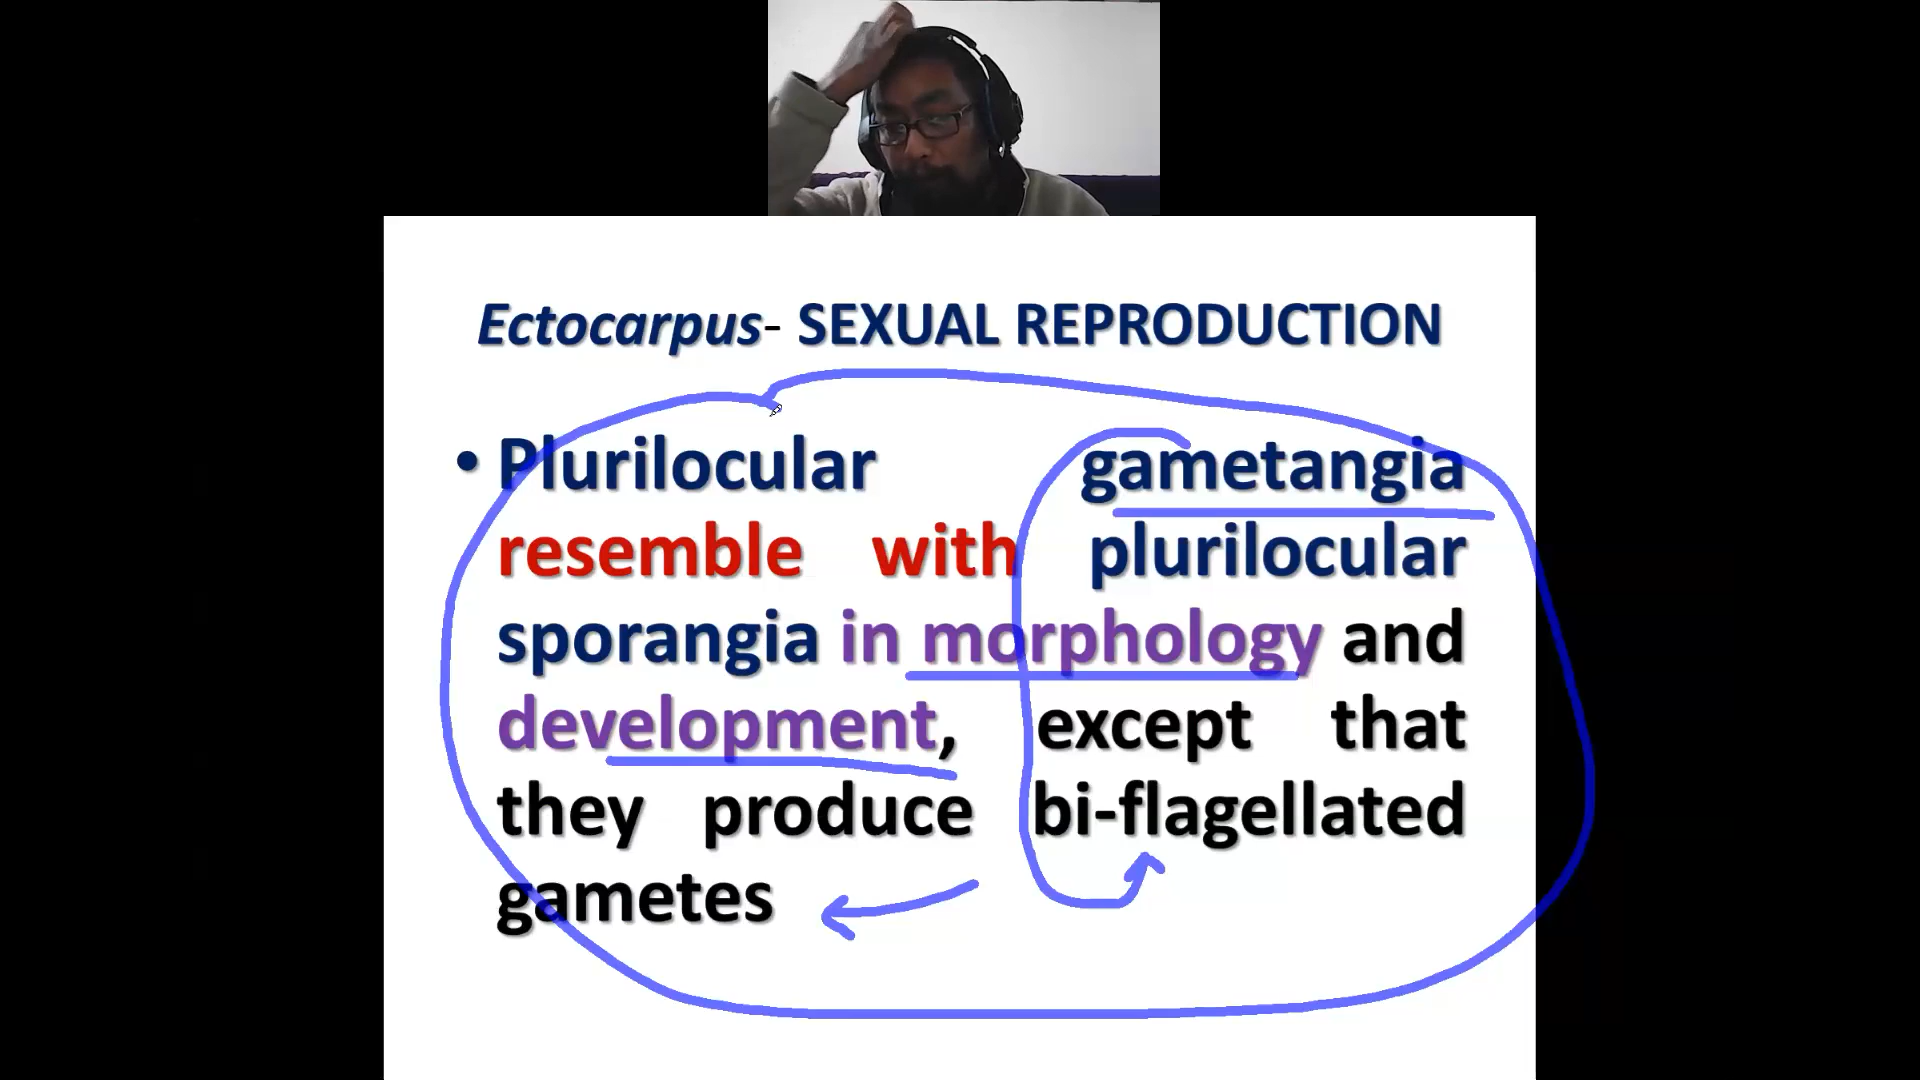 Ectocarpus- SEXUAL REPRODUCTION
• Plurilocular gametangia
resemble with plurilocular
sporangia in morphology and
development, except that
they produce bi-flagellated
gametes